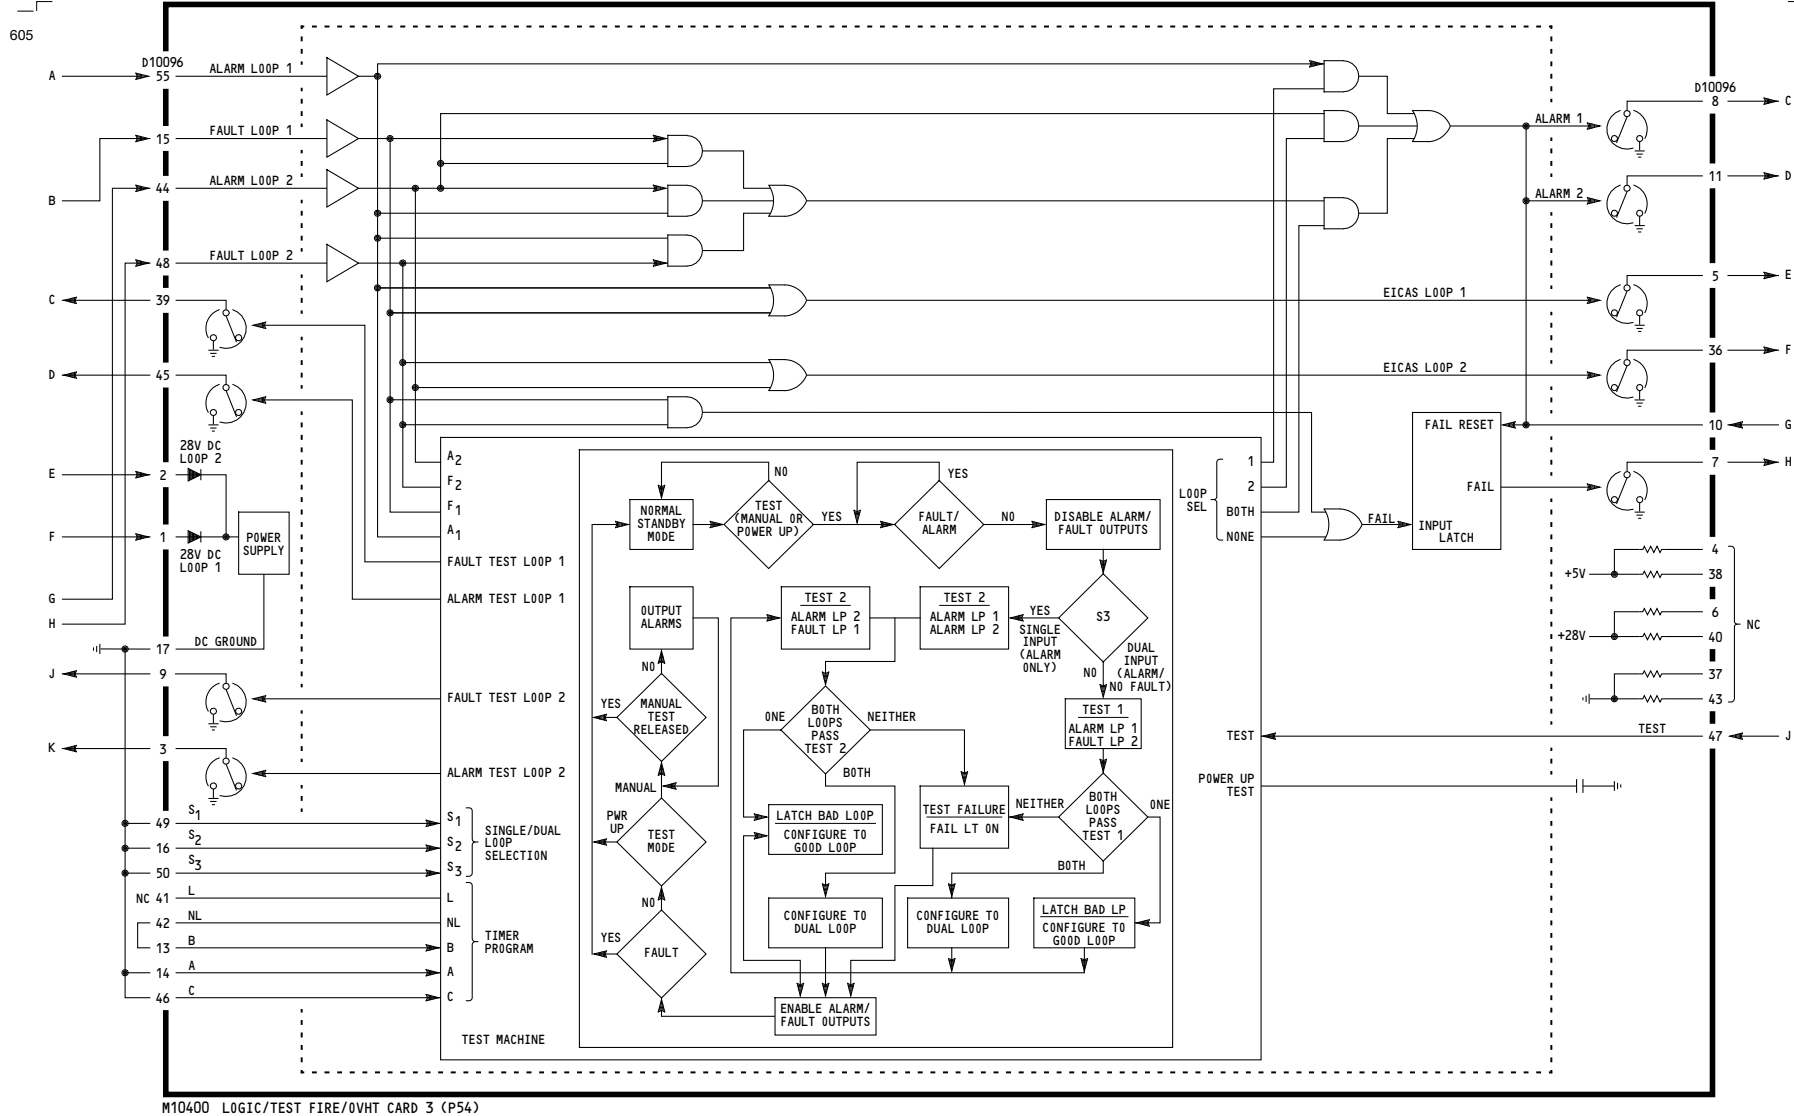 605
D10096
A
55
ALARM LOOP 1
15
FAULT LOOP 1
44
ALARM LOOP 2
B
48
FAULT LOOP 2
C
39
D
45
28V DC
LOOP 2
E
2
F
1
28V DC
LOOP 1
POWER
SUPPLY
G
H
17
DC GROUND
J
9
K
3
49
S1
16
S2
50
S3
NC 41
L
42
NL
13
B
14
A
46
C
A2
F2
F1
A1
FAULT TEST LOOP 1
ALARM TEST LOOP 1
FAULT TEST LOOP 2
ALARM TEST LOOP 2
S1
S2
S3
SINGLE/DUAL
LOOP
SELECTION
L
NL
B
A
C
TIMER
PROGRAM
TEST MACHINE
NO
NORMAL
STANDBY
MODE
TEST
(MANUAL OR
POWER UP)
YES
YES
FAULT/
ALARM
NO
DISABLE ALARM/
FAULT OUTPUTS
OUTPUT
ALARMS
TEST 2
ALARM LP 2
FAULT LP 1
TEST 2
ALARM LP 1
ALARM LP 2
YES
SINGLE
INPUT
(ALARM
ONLY)
S3
NO
DUAL
INPUT
(ALARM/
NO FAULT)
NO
YES
MANUAL
TEST
RELEASED
ONE
BOTH
LOOPS
PASS
TEST 2
NEITHER
BOTH
TEST 1
ALARM LP 1
FAULT LP 2
MANUAL
PWR
UP
TEST
MODE
LATCH BAD LOOP
CONFIGURE TO
GOOD LOOP
TEST FAILURE
FAIL LT ON
NEITHER
BOTH
LOOPS
PASS
TEST 1
ONE
BOTH
NO
YES
FAULT
CONFIGURE TO
DUAL LOOP
CONFIGURE TO
DUAL LOOP
LATCH BAD LP
CONFIGURE TO
GOOD LOOP
ENABLE ALARM/
FAULT OUTPUTS
LOOP
SEL
1
2
BOTH
NONE
TEST
POWER UP
TEST
FAIL
FAIL RESET
FAIL
INPUT
LATCH
ALARM 1
ALARM 2
EICAS LOOP 1
EICAS LOOP 2
D10096
8
C
11
D
5
E
36
F
10
G
7
H
4
+5V
38
6
+28V
40
NC
37
43
TEST
47
J
M10400 LOGIC/TEST FIRE/OVHT CARD 3 (P54)